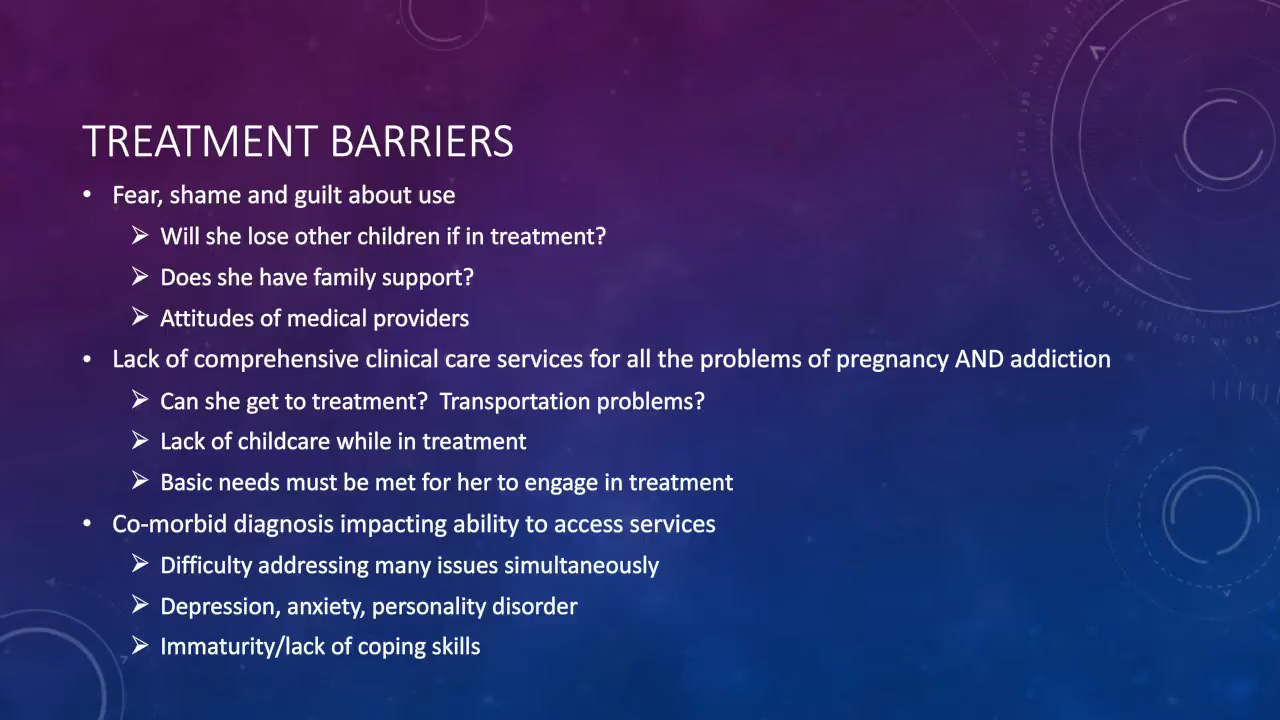 TREATMENT BARRIERS
• Fear, shame and guilt about use
➢ Will she lose other children if in treatment?
➢ Does she have family support?
➢ Attitudes of medical providers
• Lack of comprehensive clinical care services for all the problems of pregnancy AND addiction
➢ Can she get to treatment?  Transportation problems?
➢ Lack of childcare while in treatment
➢ Basic needs must be met for her to engage in treatment
• Co-morbid diagnosis impacting ability to access services
➢ Difficulty addressing many issues simultaneously
➢ Depression, anxiety, personality disorder
➢ Immaturity/lack of coping skills